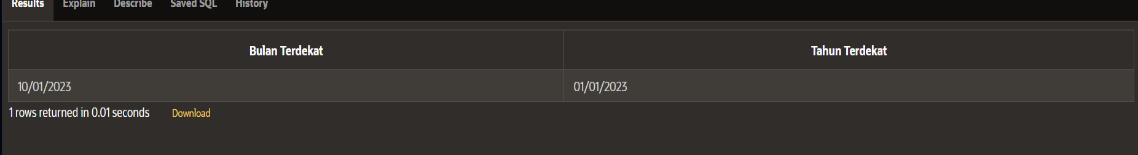 Results Explain Describe Saved SQL History
Bulan Terdekat Tahun Terdekat
10/01/2023 01/01/2023
1 rows returned in 0.01 seconds Download